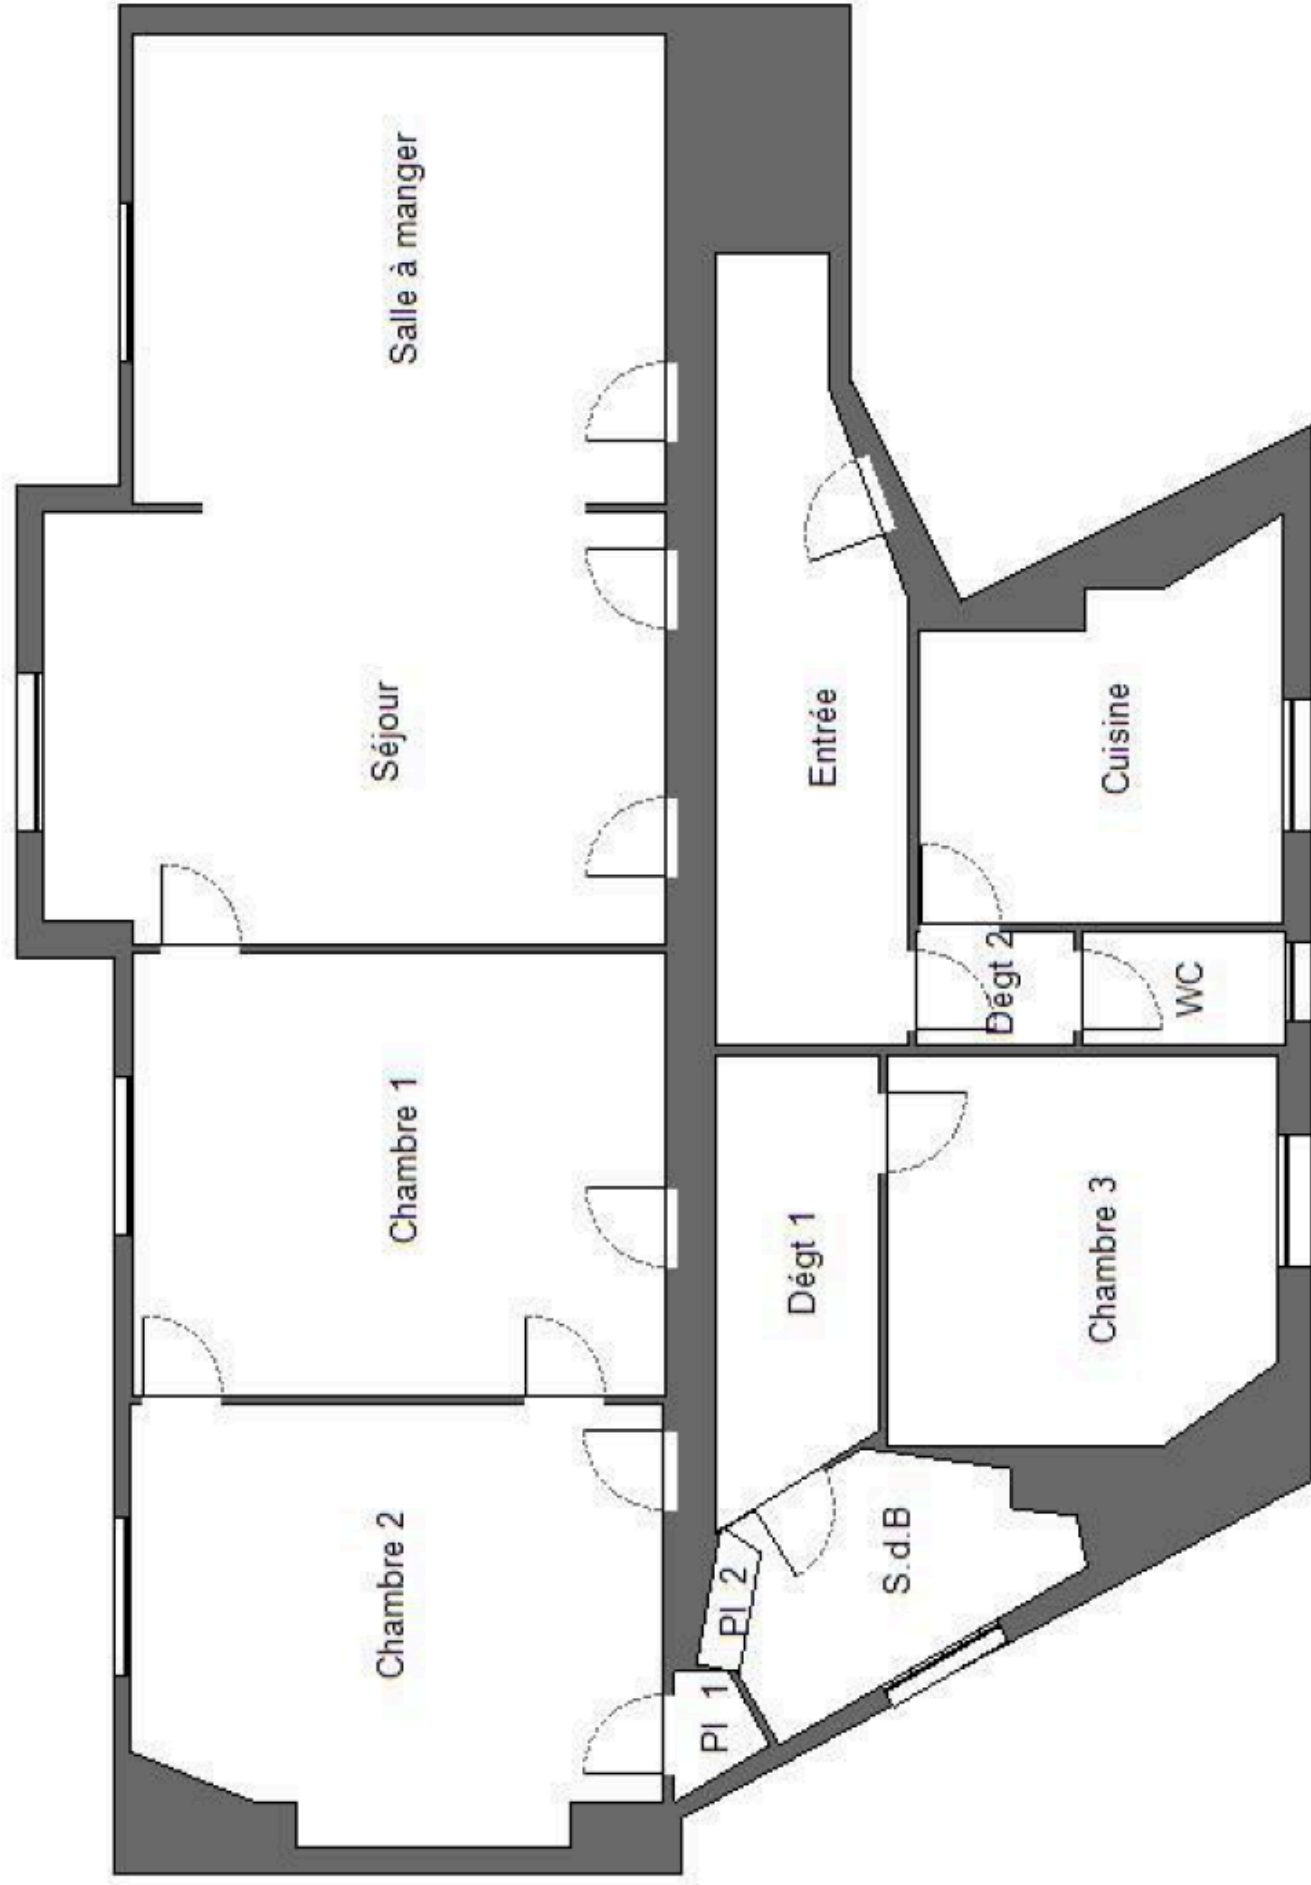 Chambre 2
Chambre 1
Séjour
Salle à manger
Pl 1
Pl 2
S.d.B
Dégt 1
Chambre 3
Entrée
Dégt 2
WC
Cuisine